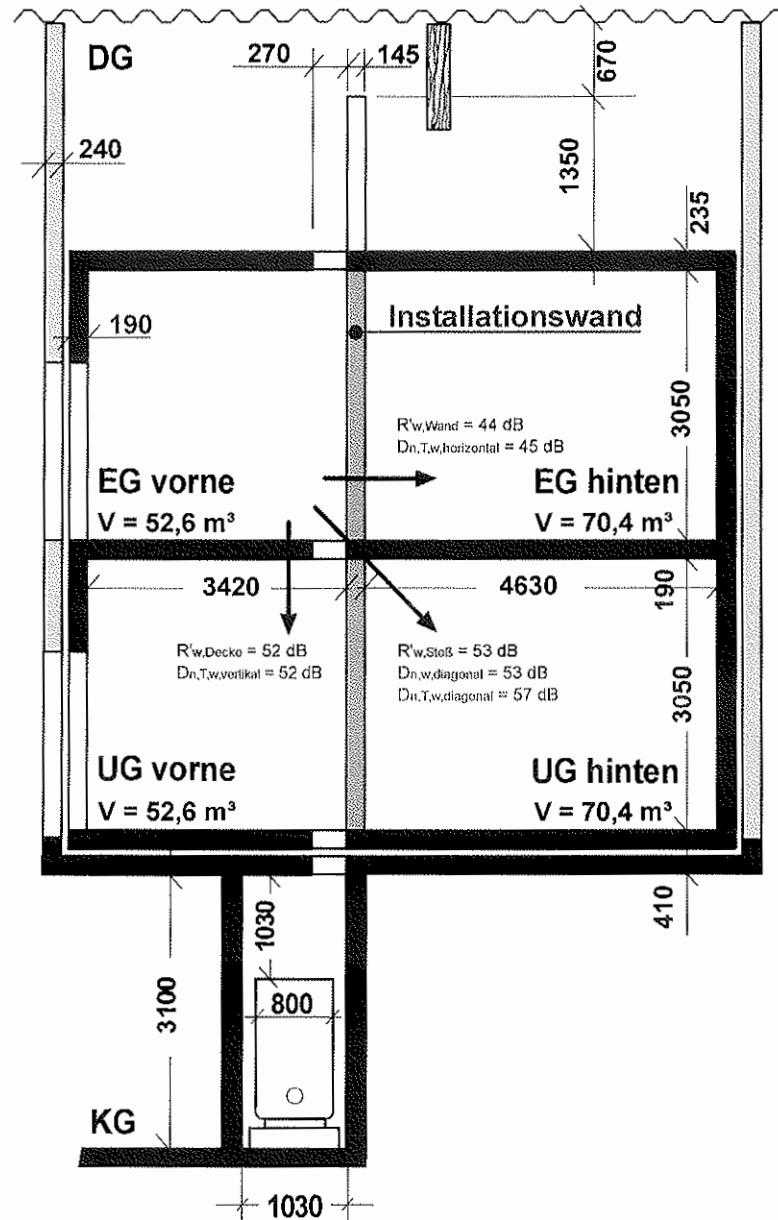 DG
270
145
670
240
1350
235
190
Installationswand
3050
R'w,Wand = 44 dB
Dn,T,w,horizontal = 45 dB
EG vorne
V = 52,6 m³
EG hinten
V = 70,4 m³
3420
4630
190
R'w,Decke = 52 dB
Dn,T,w,vertikal = 52 dB
R'w,Stoß = 53 dB
Dn,w,diagonal = 53 dB
Dn,T,w,diagonal = 57 dB
3050
UG vorne
V = 52,6 m³
UG hinten
V = 70,4 m³
1030
410
3100
800
KG
1030